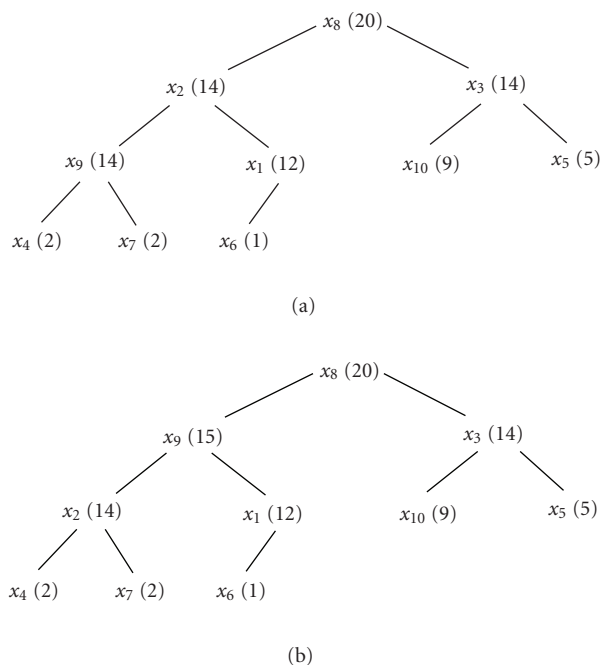 x₈ (20)
x₂ (14) x₃ (14)
x₉ (14) x₁ (12) x₁₀ (9) x₅ (5)
x₄ (2) x₇ (2) x₆ (1)
(a)
x₈ (20)
x₉ (15) x₃ (14)
x₂ (14) x₁ (12) x₁₀ (9) x₅ (5)
x₄ (2) x₇ (2) x₆ (1)
(b)